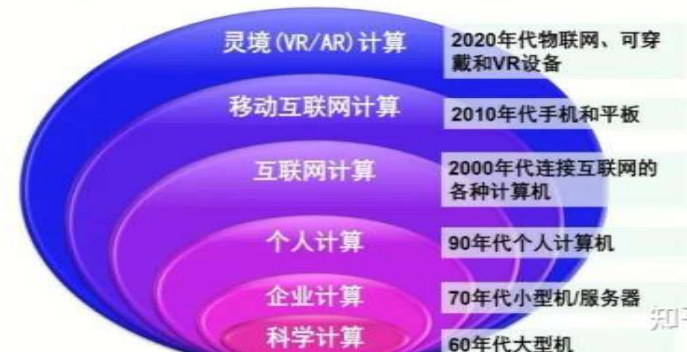 灵境(VR/AR)计算
2020年代物联网、可穿
戴和VR设备
移动互联网计算
2010年代手机和平板
互联网计算
2000年代连接互联网的
各种计算机
个人计算
90年代个人计算机
企业计算
70年代小型机/服务器
科学计算
60年代大型机
知